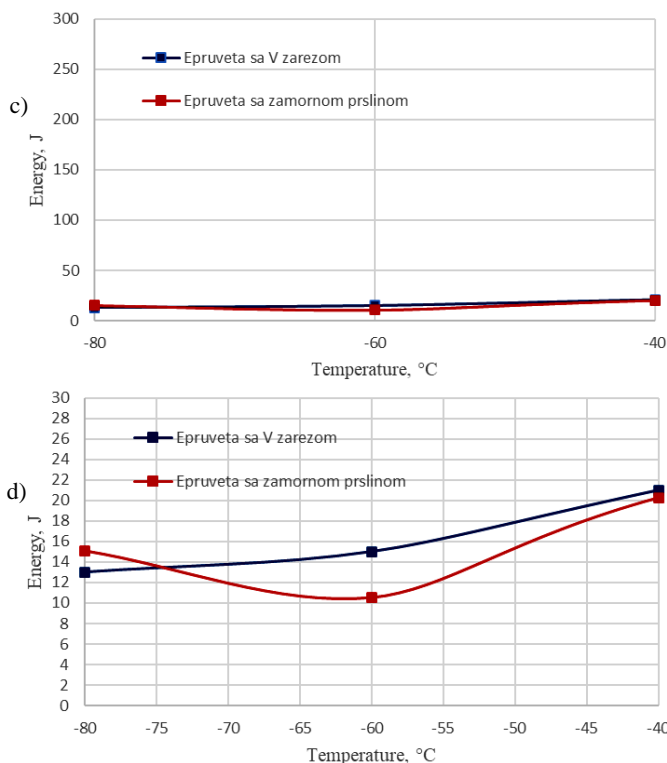 c)
Energy, J
300
250
200
150
100
50
0
Epruveta sa V zarezom
Epruveta sa zamornom prslinom
-80 -60 -40
Temperature, °C
d)
Energy, J
30
28
26
24
22
20
18
16
14
12
10
8
6
4
2
0
Epruveta sa V zarezom
Epruveta sa zamornom prslinom
-80 -75 -70 -65 -60 -55 -50 -45 -40
Temperature, °C